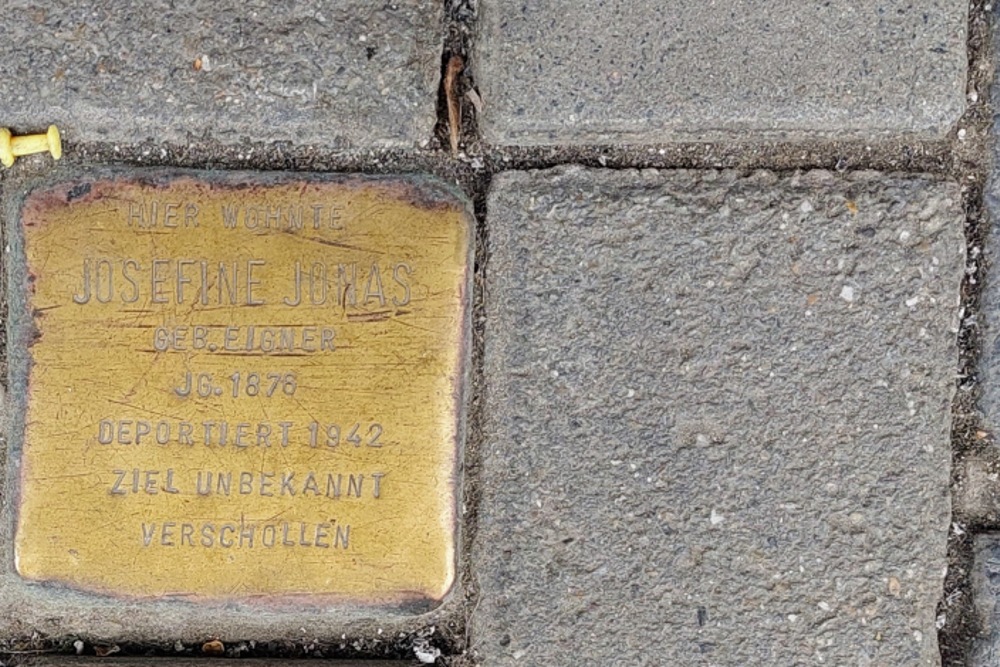 HIER WOHNTE
JOSEFINE JONAS
GEB. EIGNER
JG. 1876
DEPORTIERT 1942
ZIEL UNBEKANNT
VERSCHOLLEN